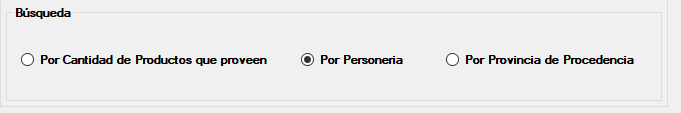 Búsqueda
Por Cantidad de Productos que proveen Por Personeria Por Provincia de Procedencia